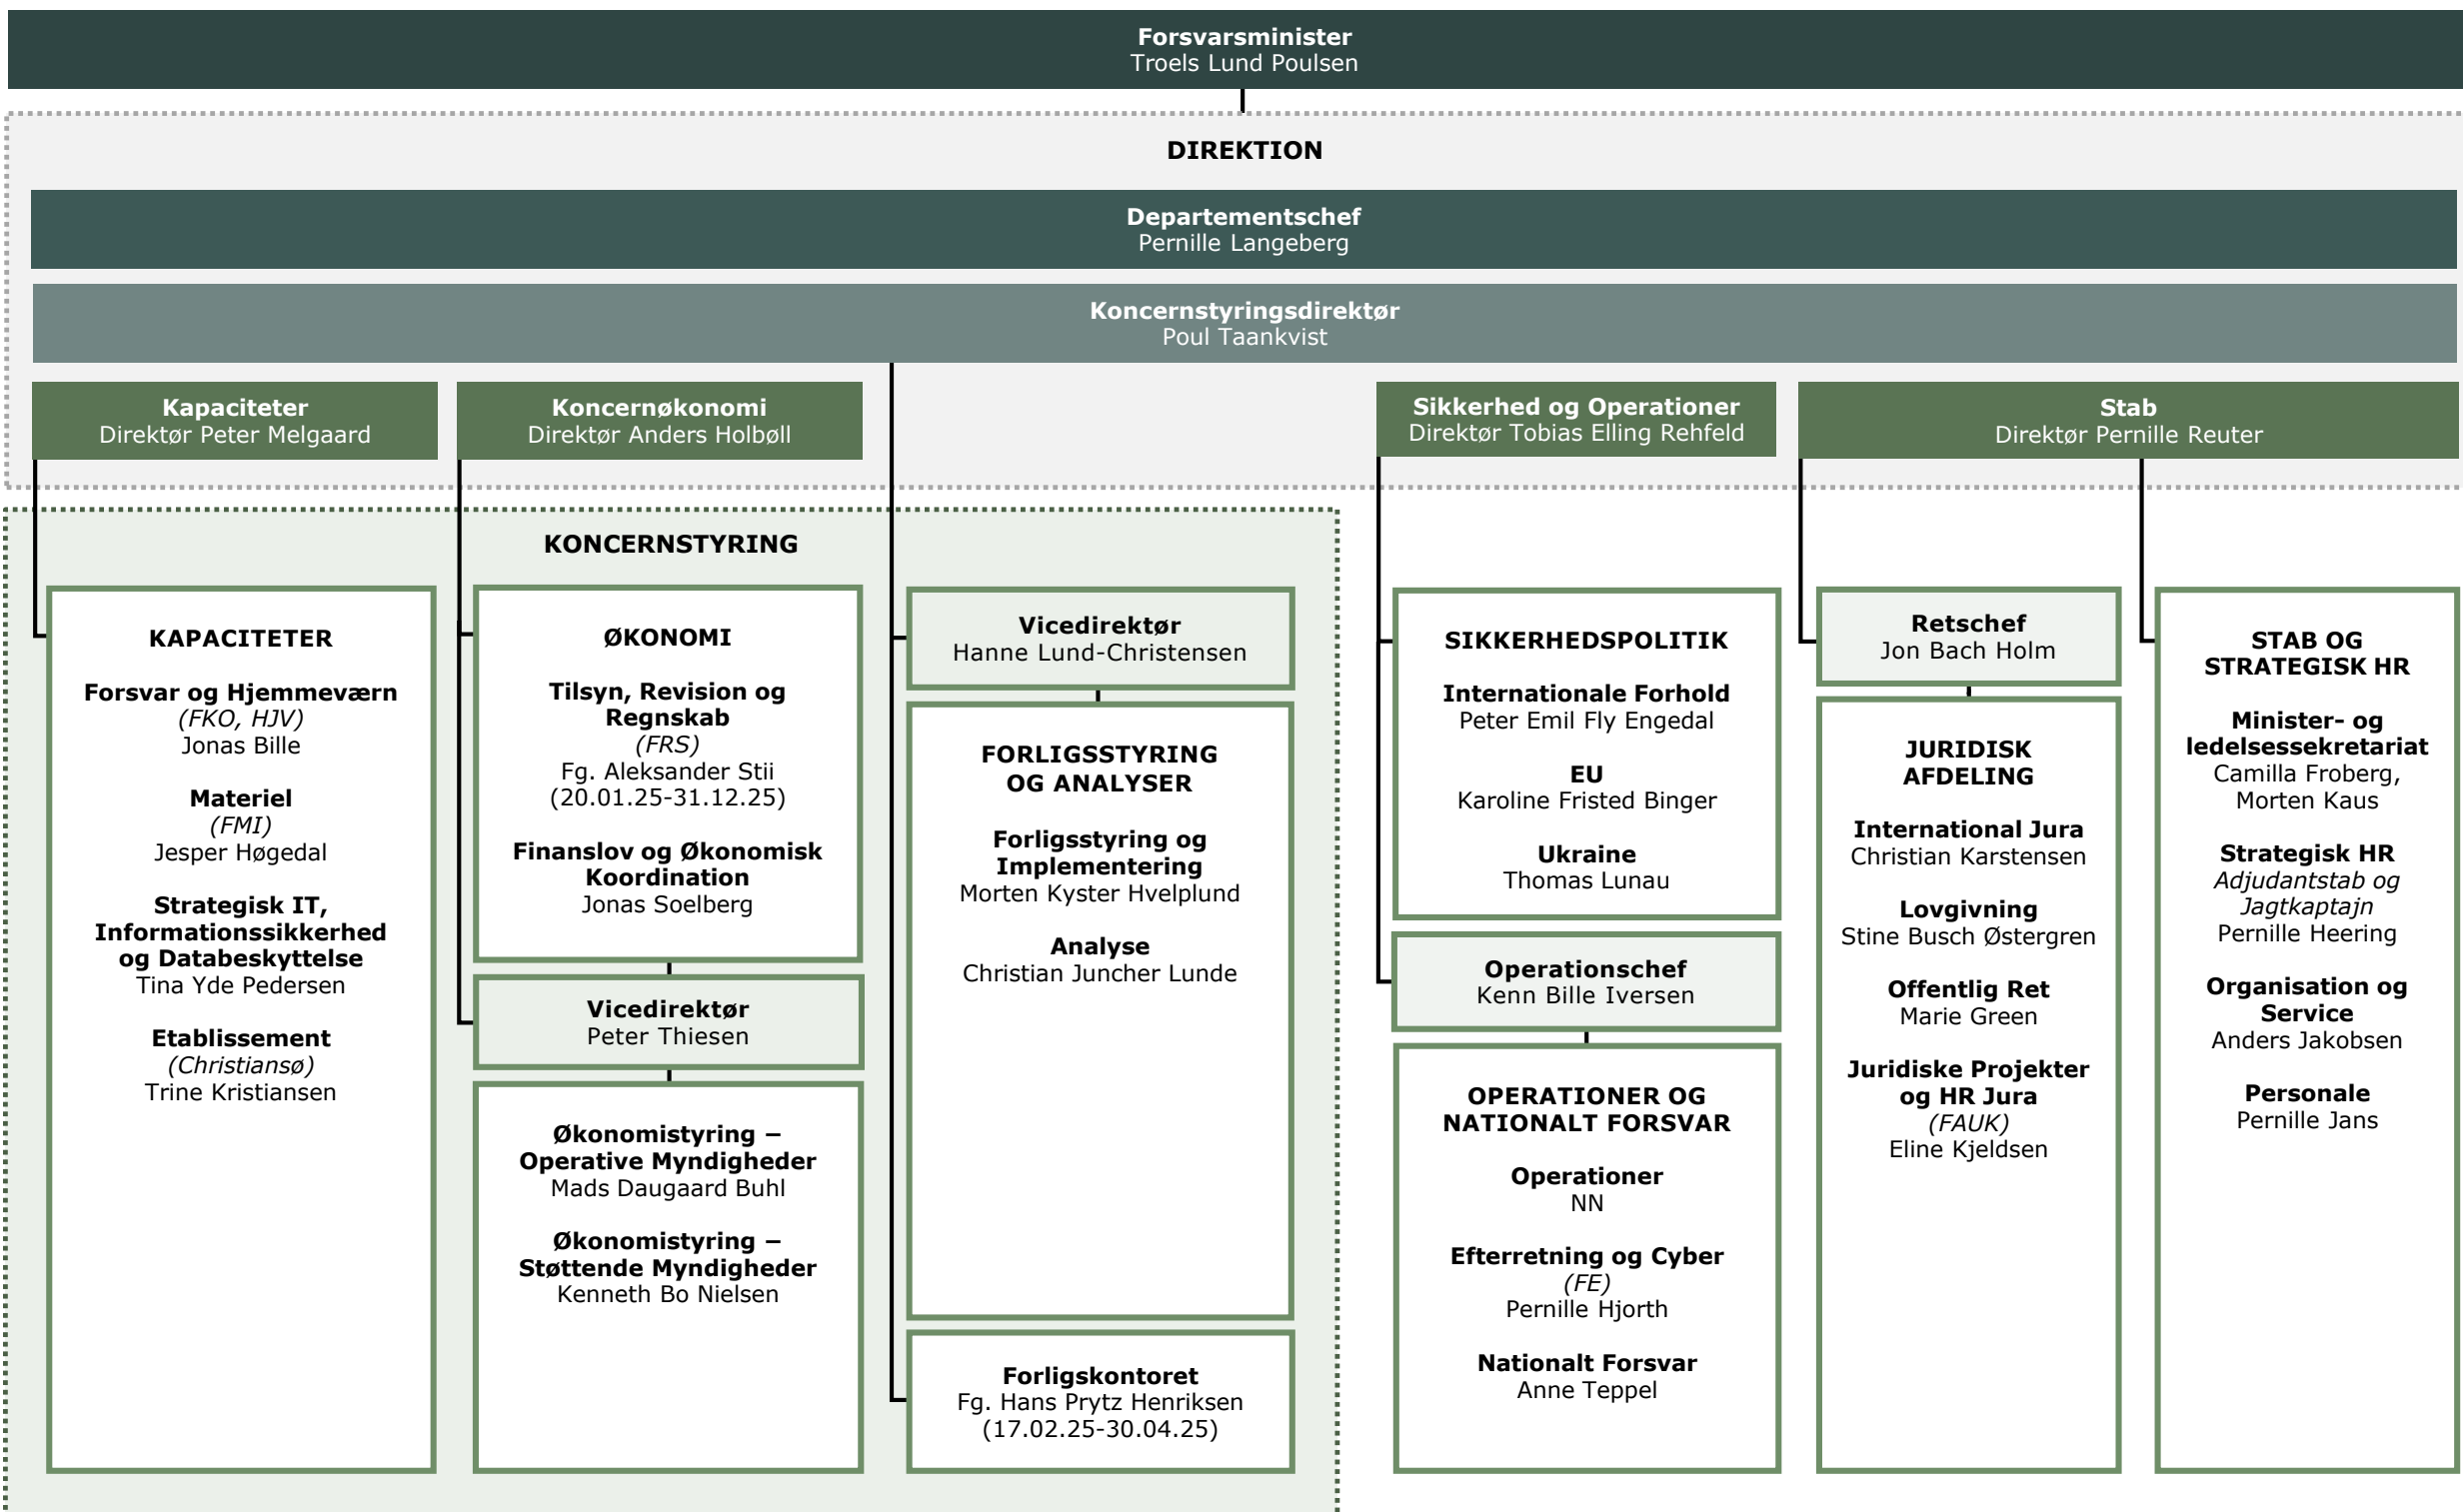 Forsvarsminister
Troels Lund Poulsen
DIREKTION
Departementschef
Pernille Langeberg
Koncernstyringsdirektør
Poul Taankvist
Kapaciteter
Direktør Peter Melgaard
Koncernøkonomi
Direktør Anders Holbøll
Sikkerhed og Operationer
Direktør Tobias Elling Rehfeld
Stab
Direktør Pernille Reuter
KONCERNSTYRING
KAPACITETER
Forsvar og Hjemmeværn
(FKO, HJV)
Jonas Bille
Materiel
(FMI)
Jesper Høgedal
Strategisk IT,
Informationssikkerhed
og Databeskyttelse
Tina Yde Pedersen
Etablissement
(Christiansø)
Trine Kristiansen
ØKONOMI
Tilsyn, Revision og
Regnskab
(FRS)
Fg. Aleksander Stii
(20.01.25-31.12.25)
Finanslov og Økonomisk
Koordination
Jonas Soelberg
Vicedirektør
Peter Thiesen
Økonomistyring –
Operative Myndigheder
Mads Daugaard Buhl
Økonomistyring –
Støttende Myndigheder
Kenneth Bo Nielsen
Vicedirektør
Hanne Lund-Christensen
FORLIGSSTYRING
OG ANALYSER
Forligsstyring og
Implementering
Morten Kyster Hvelplund
Analyse
Christian Juncher Lunde
Forligskontoret
Fg. Hans Prytz Henriksen
(17.02.25-30.04.25)
SIKKERHEDSPOLITIK
Internationale Forhold
Peter Emil Fly Engedal
EU
Karoline Fristed Binger
Ukraine
Thomas Lunau
Operationschef
Kenn Bille Iversen
OPERATIONER OG
NATIONALT FORSVAR
Operationer
NN
Efterretning og Cyber
(FE)
Pernille Hjorth
Nationalt Forsvar
Anne Teppel
Retschef
Jon Bach Holm
JURIDISK
AFDELING
International Jura
Christian Karstensen
Lovgivning
Stine Busch Østergren
Offentlig Ret
Marie Green
Juridiske Projekter
og HR Jura
(FAUK)
Eline Kjeldsen
STAB OG
STRATEGISK HR
Minister- og
ledelsessekretariat
Camilla Froberg,
Morten Kaus
Strategisk HR
Adjudantstab og
Jagtkaptajn
Pernille Heering
Organisation og
Service
Anders Jakobsen
Personale
Pernille Jans